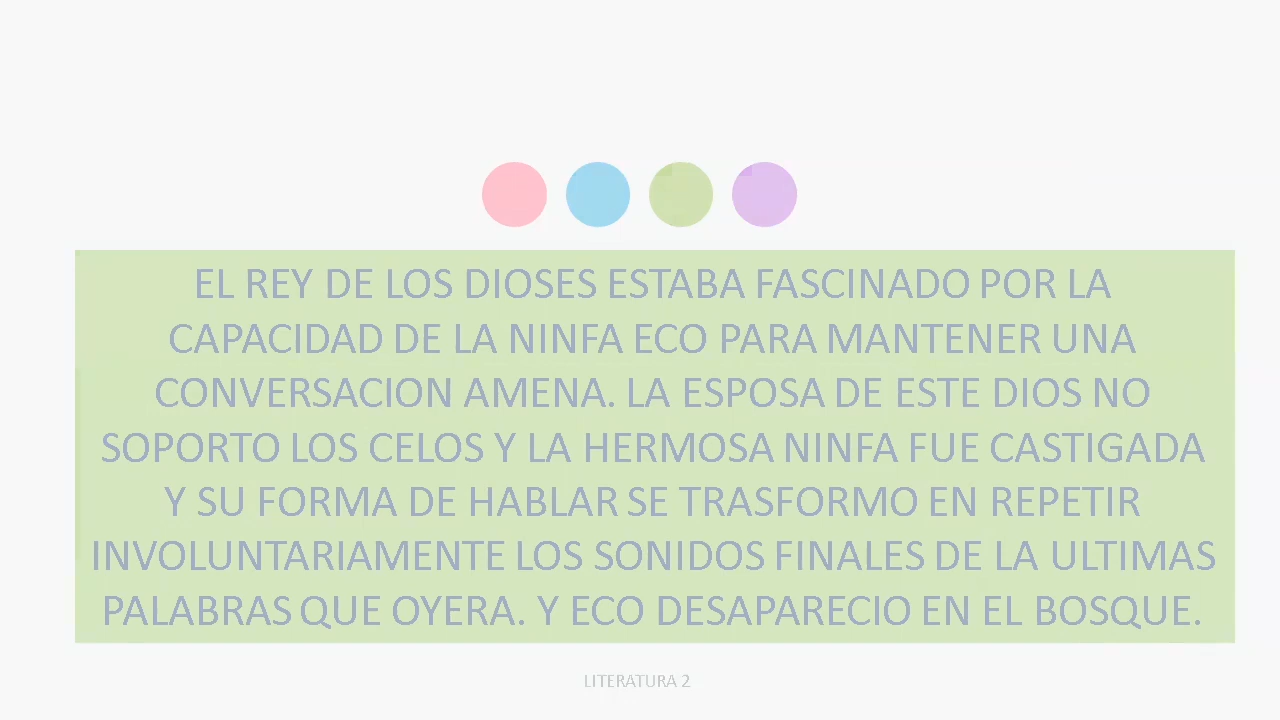 EL REY DE LOS DIOSES ESTABA FASCINADO POR LA
CAPACIDAD DE LA NINFA ECO PARA MANTENER UNA
CONVERSACION AMENA. LA ESPOSA DE ESTE DIOS NO
SOPORTO LOS CELOS Y LA HERMOSA NINFA FUE CASTIGADA
Y SU FORMA DE HABLAR SE TRASFORMO EN REPETIR
INVOLUNTARIAMENTE LOS SONIDOS FINALES DE LA ULTIMAS
PALABRAS QUE OYERA. Y ECO DESAPARECIO EN EL BOSQUE.
LITERATURA 2